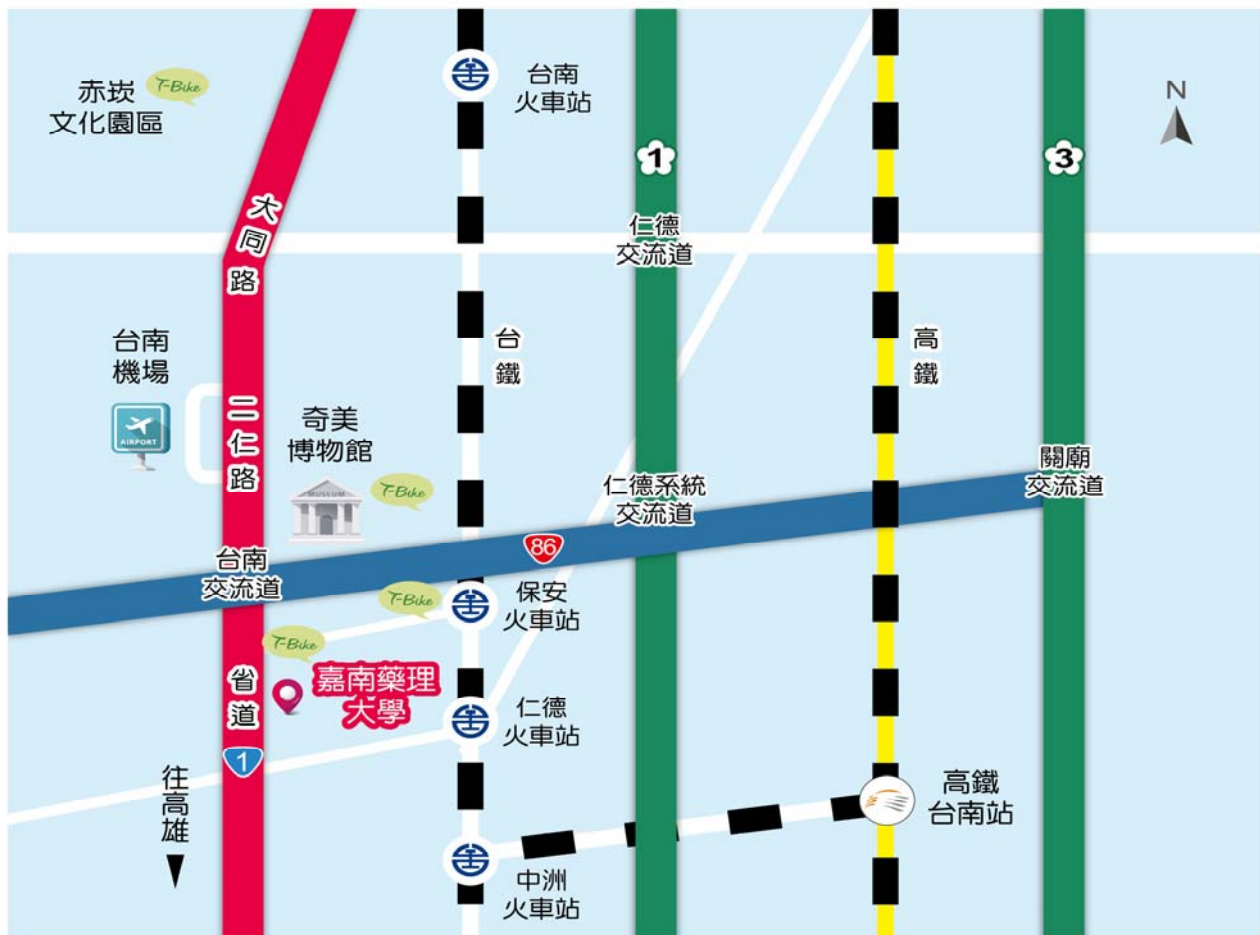 台南
火車站
赤崁
文化園區
T-Bike
N
1
3
大同路
仁德
交流道
台鐵
高鐵
台南
機場
AIRPORT
二仁路
奇美
博物館
MUSEUM
T-Bike
關廟
交流道
仁德系統
交流道
86
台南
交流道
保安
火車站
T-Bike
T-Bike
嘉南藥理
大學
省道
1
仁德
火車站
往高雄
高鐵
台南站
中洲
火車站